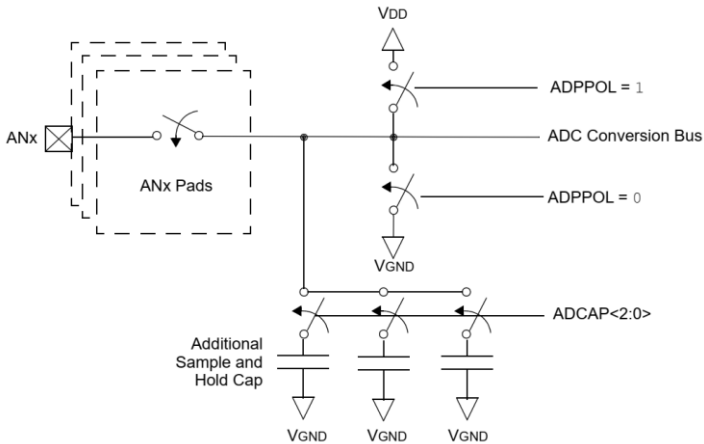 VDD
ADPPOL = 1
ANx
ADC Conversion Bus
ANx Pads
ADPPOL = 0
VGND
ADCAP<2:0>
Additional
Sample and
Hold Cap
VGND
VGND
VGND